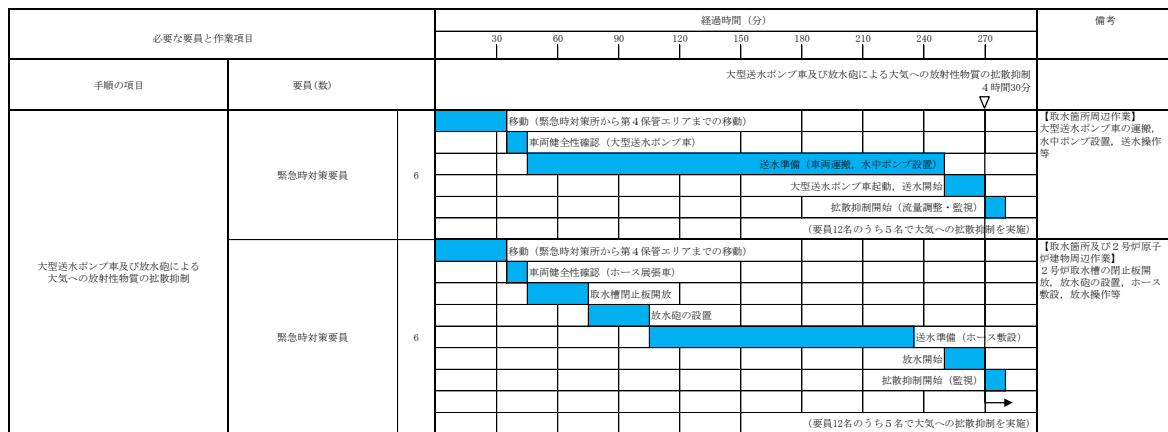 必要な要員と作業項目
経過時間（分）
備考
30 60 90 120 150 180 210 240 270
手順の項目
要員(数)
大型送水ポンプ車及び放水砲による大気への放射性物質の拡散抑制
４時間30分
大型送水ポンプ車及び放水砲による
大気への放射性物質の拡散抑制
緊急時対策要員
6
移動（緊急時対策所から第４保管エリアまでの移動）
車両健全性確認（大型送水ポンプ車）
送水準備（車両運搬，水中ポンプ設置）
大型送水ポンプ車起動，送水開始
拡散抑制開始（流量調整・監視）
（要員12名のうち５名で大気への拡散抑制を実施）
【取水箇所周辺作業】
大型送水ポンプ車の運搬，
水中ポンプ設置，送水操作
等
緊急時対策要員
6
移動（緊急時対策所から第４保管エリアまでの移動）
車両健全性確認（ホース展張車）
取水槽閉止板開放
放水砲の設置
送水準備（ホース敷設）
放水開始
拡散抑制開始（監視）
（要員12名のうち５名で大気への拡散抑制を実施）
【取水箇所及び２号炉原子
炉建物周辺作業】
２号炉取水槽の閉止板開
放，放水砲の設置，ホース
敷設，放水操作等